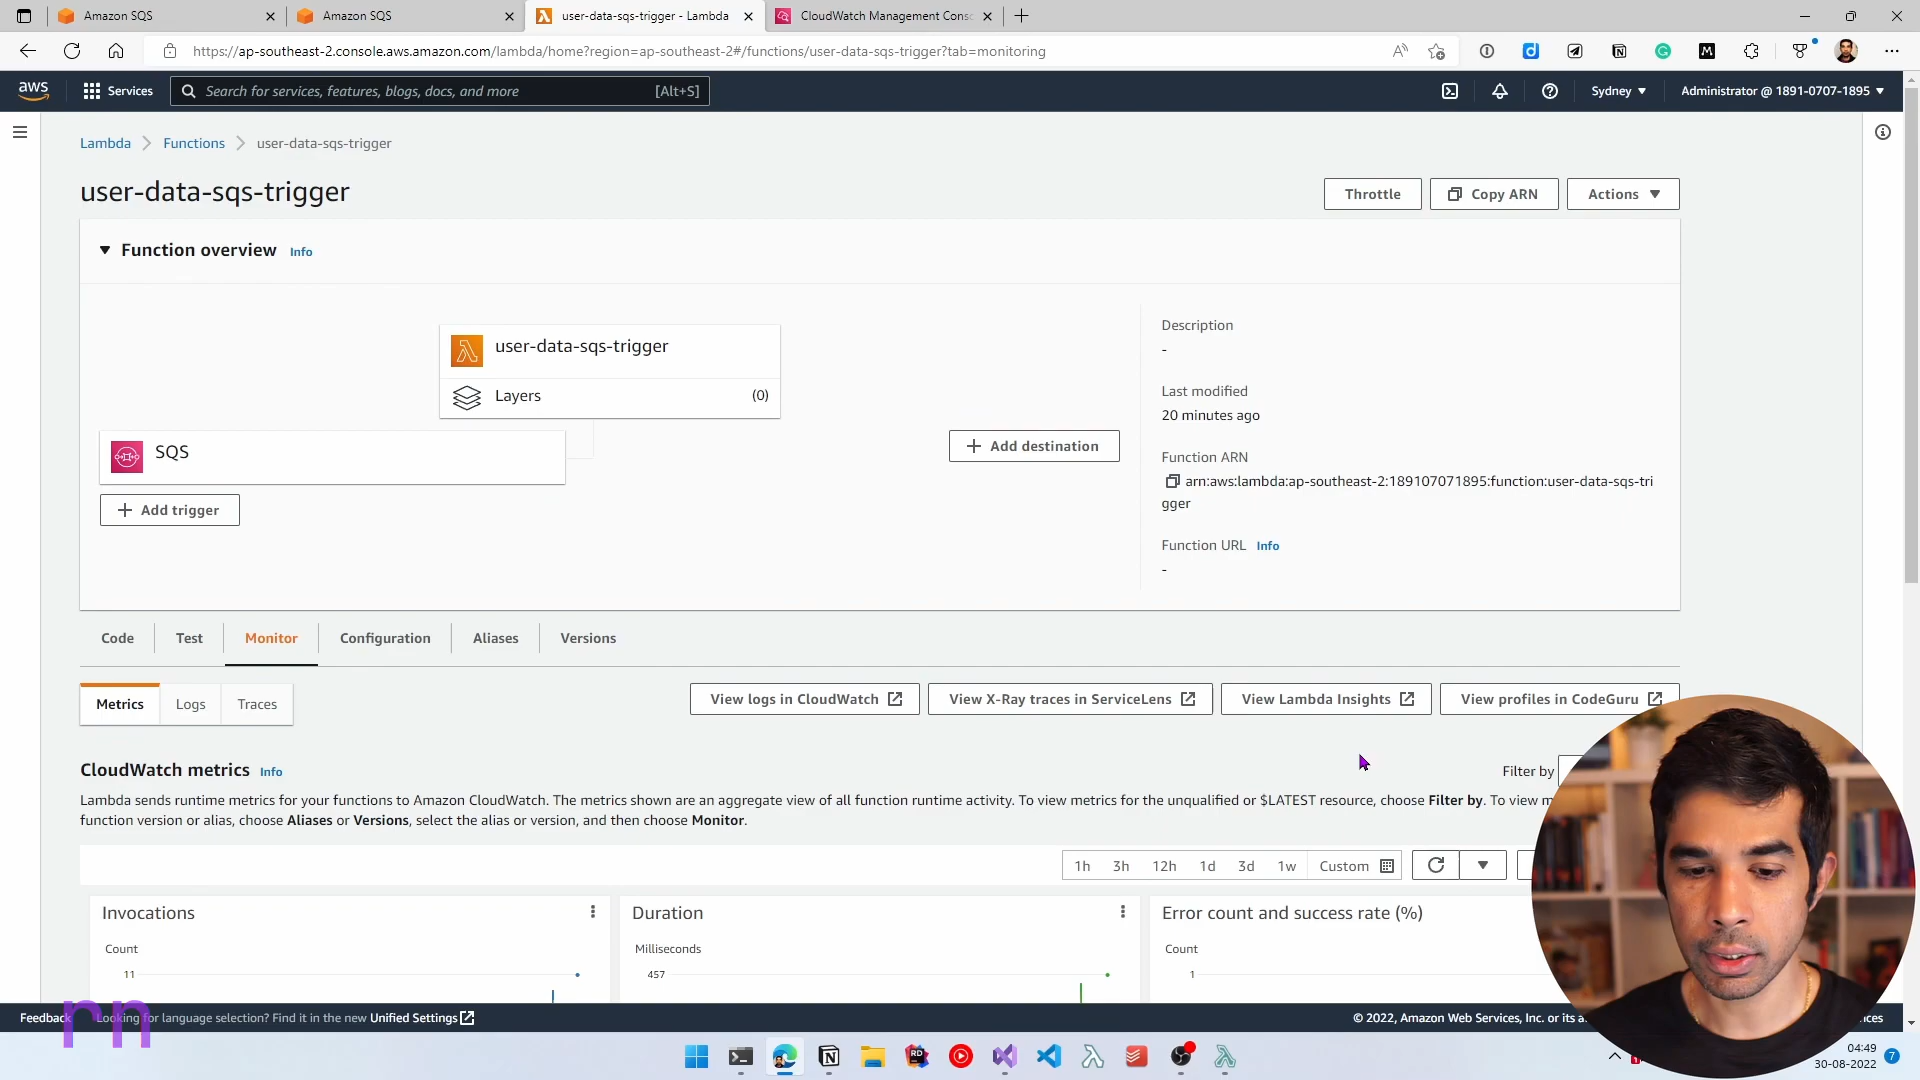 Amazon SQS
Amazon SQS
user-data-sqs-trigger - Lambda
CloudWatch Management Cons
https://ap-southeast-2.console.aws.amazon.com/lambda/home?region=ap-southeast-2#/functions/user-data-sqs-trigger?tab=monitoring
aws
Services
Search for services, features, blogs, docs, and more
[Alt+S]
Sydney
Administrator @ 1891-0707-1895
Lambda
Functions
user-data-sqs-trigger
user-data-sqs-trigger
Throttle
Copy ARN
Actions
Function overview
Info
user-data-sqs-trigger
Layers
(0)
SQS
Add trigger
Add destination
Description
-
Last modified
20 minutes ago
Function ARN
arn:aws:lambda:ap-southeast-2:189107071895:function:user-data-sqs-tri
gger
Function URL
Info
-
Code
Test
Monitor
Configuration
Aliases
Versions
Metrics
Logs
Traces
View logs in CloudWatch
View X-Ray traces in ServiceLens
View Lambda Insights
View profiles in CodeGuru
CloudWatch metrics
Info
Filter by
Lambda sends runtime metrics for your functions to Amazon CloudWatch. The metrics shown are an aggregate view of all function runtime activity. To view metrics for the unqualified or $LATEST resource, choose Filter by. To view m
function version or alias, choose Aliases or Versions, select the alias or version, and then choose Monitor.
1h
3h
12h
1d
3d
1w
Custom
Invocations
Count
11
Duration
Milliseconds
457
Error count and success rate (%)
Count
1
Feedback
Looking for language selection? Find it in the new Unified Settings
© 2022, Amazon Web Services, Inc. or its a
ces
rn
RD
04:49
30-08-2022
7